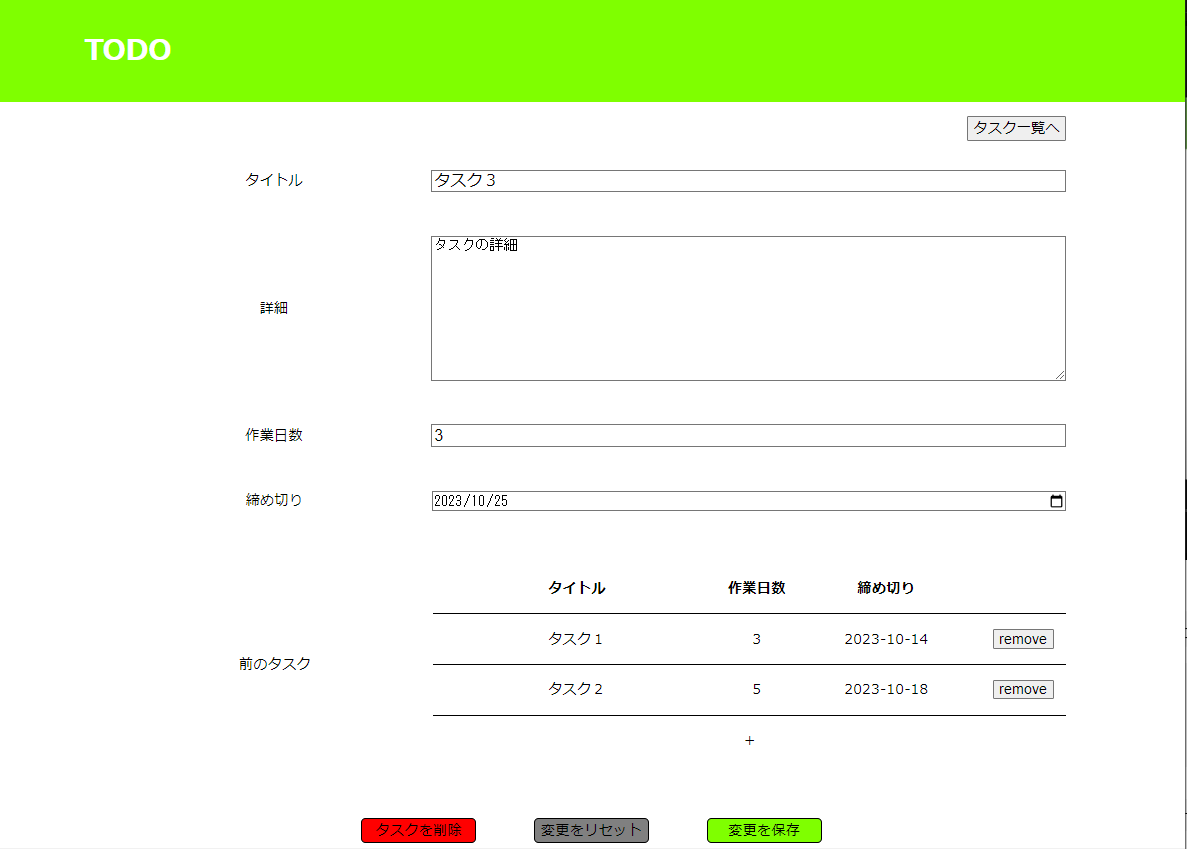 TODO
タスク一覧へ
タイトル
タスク３
詳細
タスクの詳細
作業日数
3
締め切り
2023/10/25
タイトル 作業日数 締め切り
前のタスク
タスク１ 3 2023-10-14 remove
タスク２ 5 2023-10-18 remove
+
タスクを削除 変更をリセット 変更を保存